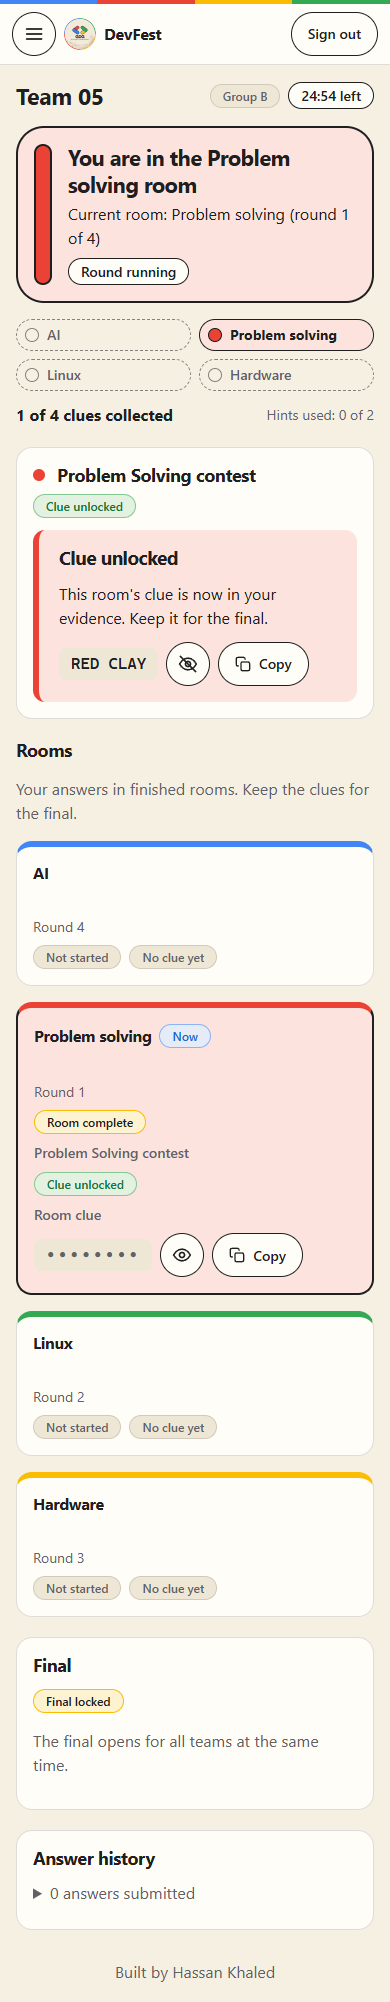 DevFest
Sign out
Team 05
Group B
24:54 left
You are in the Problem
solving room
Current room: Problem solving (round 1
of 4)
Round running
AI
Problem solving
Linux
Hardware
1 of 4 clues collected
Hints used: 0 of 2
Problem Solving contest
Clue unlocked
Clue unlocked
This room's clue is now in your
evidence. Keep it for the final.
RED CLAY
Copy
Rooms
Your answers in finished rooms. Keep the clues for
the final.
AI
Round 4
Not started
No clue yet
Problem solving
Now
Round 1
Room complete
Problem Solving contest
Clue unlocked
Room clue
••••••••
Copy
Linux
Round 2
Not started
No clue yet
Hardware
Round 3
Not started
No clue yet
Final
Final locked
The final opens for all teams at the same
time.
Answer history
0 answers submitted
Built by Hassan Khaled